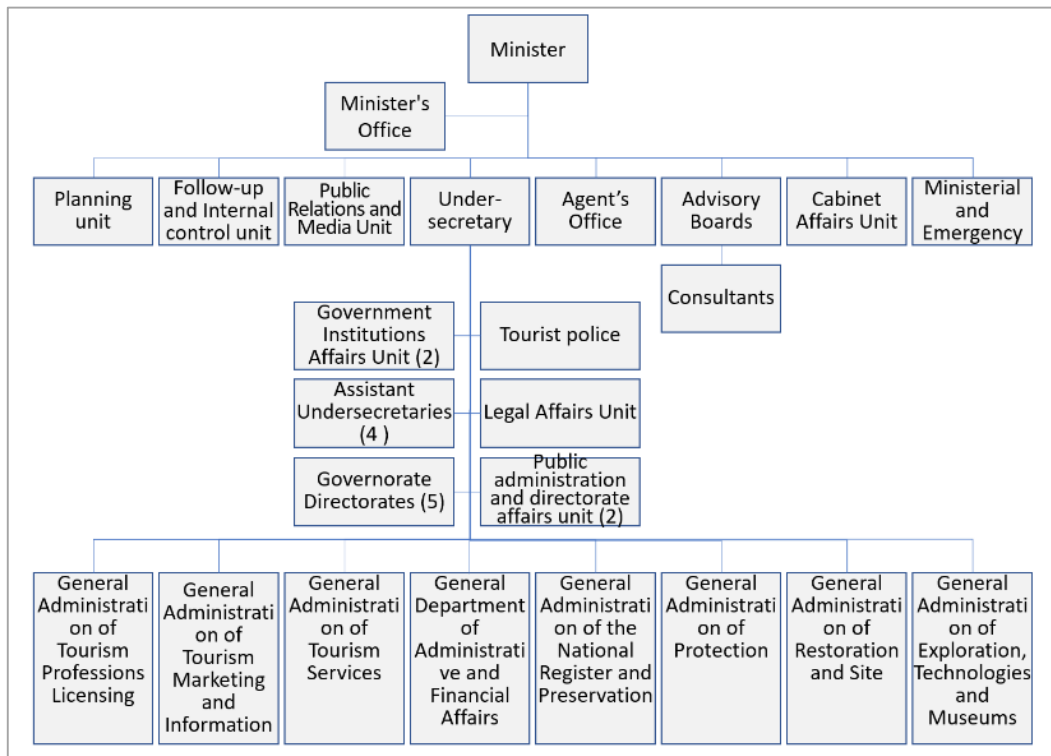 Minister
Minister's
Office
Planning
unit
Follow-up
and Internal
control unit
Public
Relations and
Media Unit
Under-
secretary
Agent's
Office
Advisory
Boards
Cabinet
Affairs Unit
Ministerial
and
Emergency
Consultants
Government
Institutions
Affairs Unit (2)
Tourist police
Assistant
Undersecretaries
(4 )
Legal Affairs Unit
Governorate
Directorates (5)
Public
administration
and directorate
affairs unit (2)
General
Administrati
on of
Tourism
Professions
Licensing
General
Administrati
on of
Tourism
Marketing
and
Information
General
Administrati
on of
Tourism
Services
General
Department
of
Administrati
ve and
Financial
Affairs
General
Administrati
on of the
National
Register and
Preservation
General
Administrati
on of
Protection
General
Administrati
on of
Restoration
and Site
General
Administrati
on of
Exploration,
Technologies
and
Museums